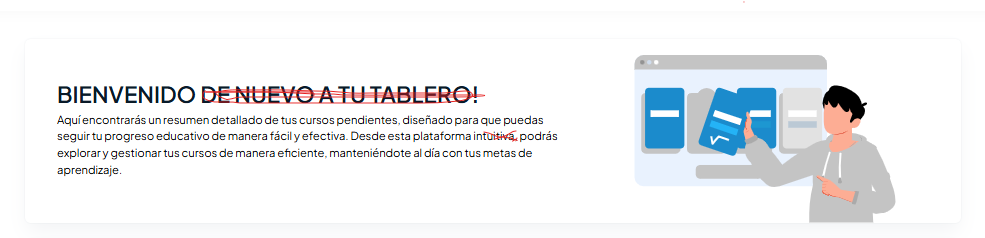 BIENVENIDO DE NUEVO A TU TABLERO!
Aquí encontrarás un resumen detallado de tus cursos pendientes, diseñado para que puedas
seguir tu progreso educativo de manera fácil y efectiva. Desde esta plataforma intuitiva, podrás
explorar y gestionar tus cursos de manera eficiente, manteniéndote al día con tus metas de
aprendizaje.